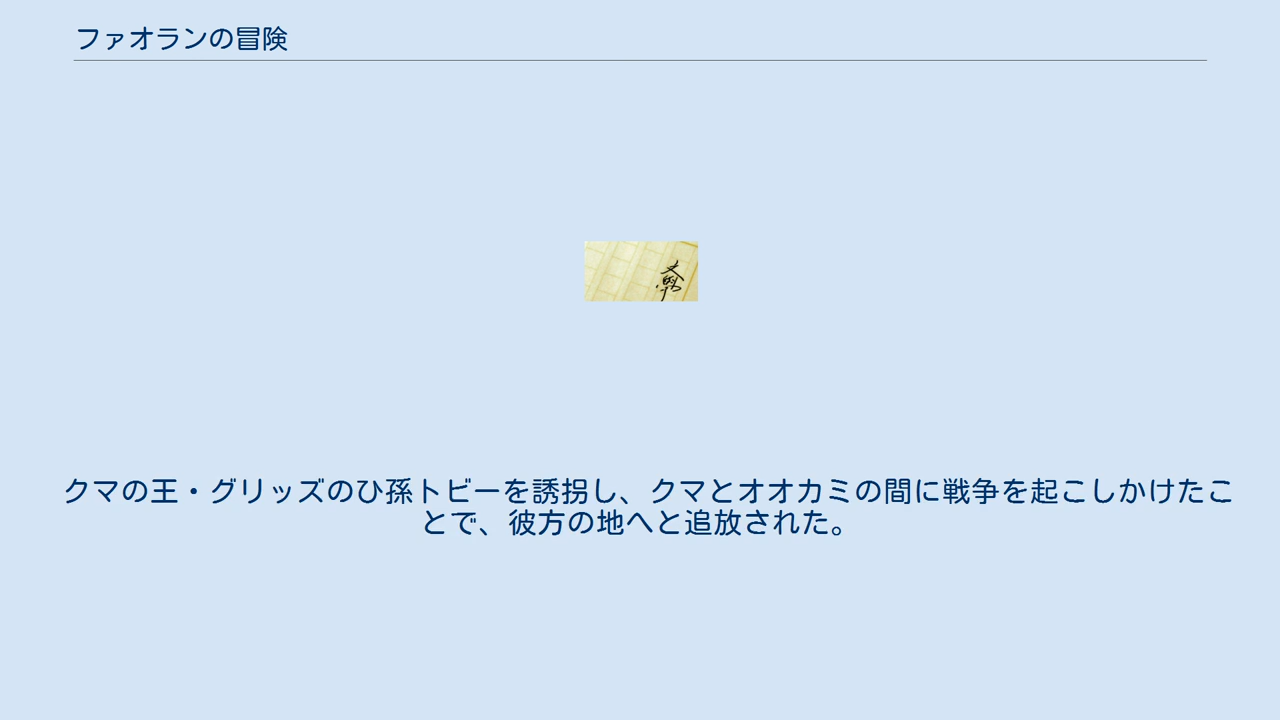 ファオランの冒険
クマの王・グリッズのひ孫トビーを誘拐し、クマとオオカミの間に戦争を起こしかけたこ
とで、彼方の地へと追放された。